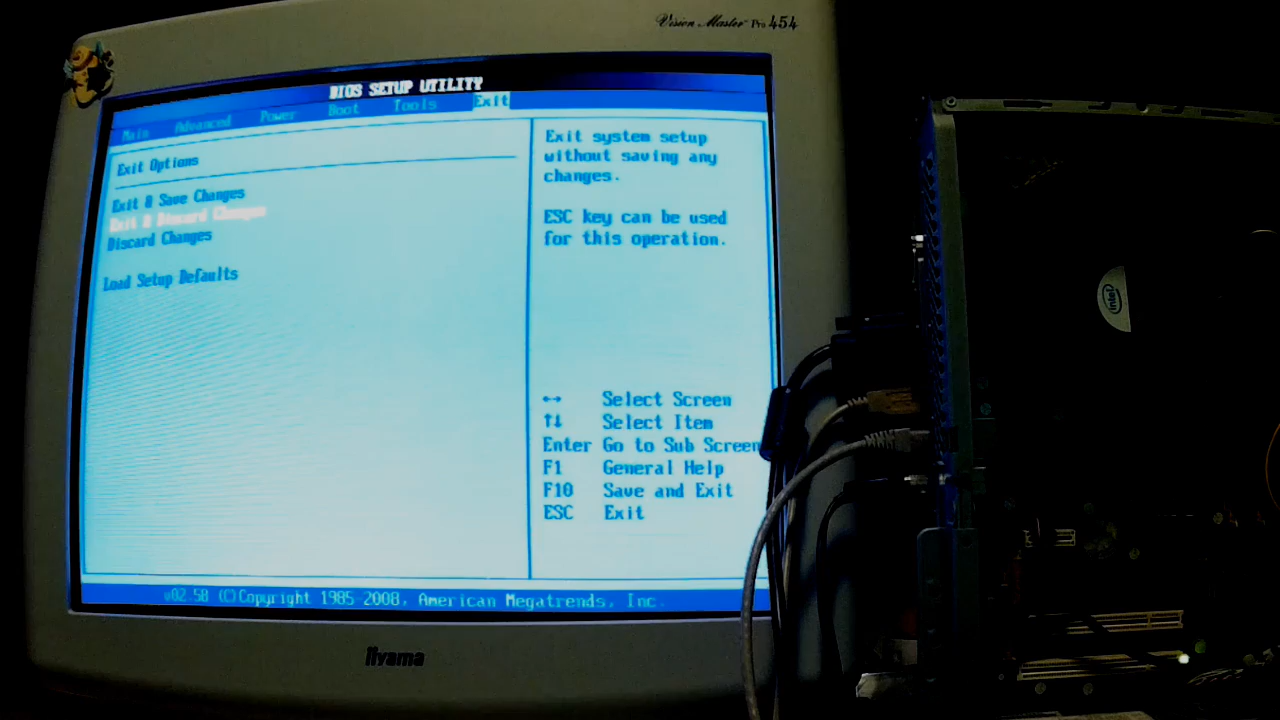 Vision Master Pro 454
BIOS SETUP UTILITY
Main Advanced Power Boot Tools Exit
Exit Options
Exit & Save Changes
Exit & Discard Changes
Discard Changes
Load Setup Defaults
Exit system setup
without saving any
changes.
ESC key can be used
for this operation.
↔ Select Screen
↑↓ Select Item
Enter Go to Sub Screen
F1 General Help
F10 Save and Exit
ESC Exit
v02.58 (C)Copyright 1985-2008, American Megatrends, Inc.
iiyama
intel